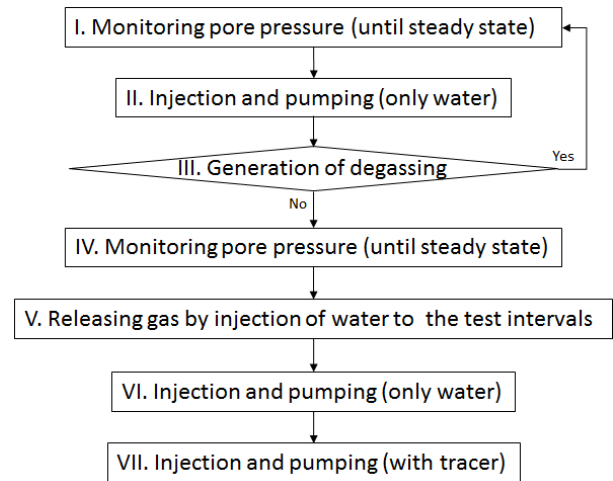 I. Monitoring pore pressure (until steady state)
II. Injection and pumping (only water)
III. Generation of degassing
Yes
No
IV. Monitoring pore pressure (until steady state)
V. Releasing gas by injection of water to the test intervals
VI. Injection and pumping (only water)
VII. Injection and pumping (with tracer)